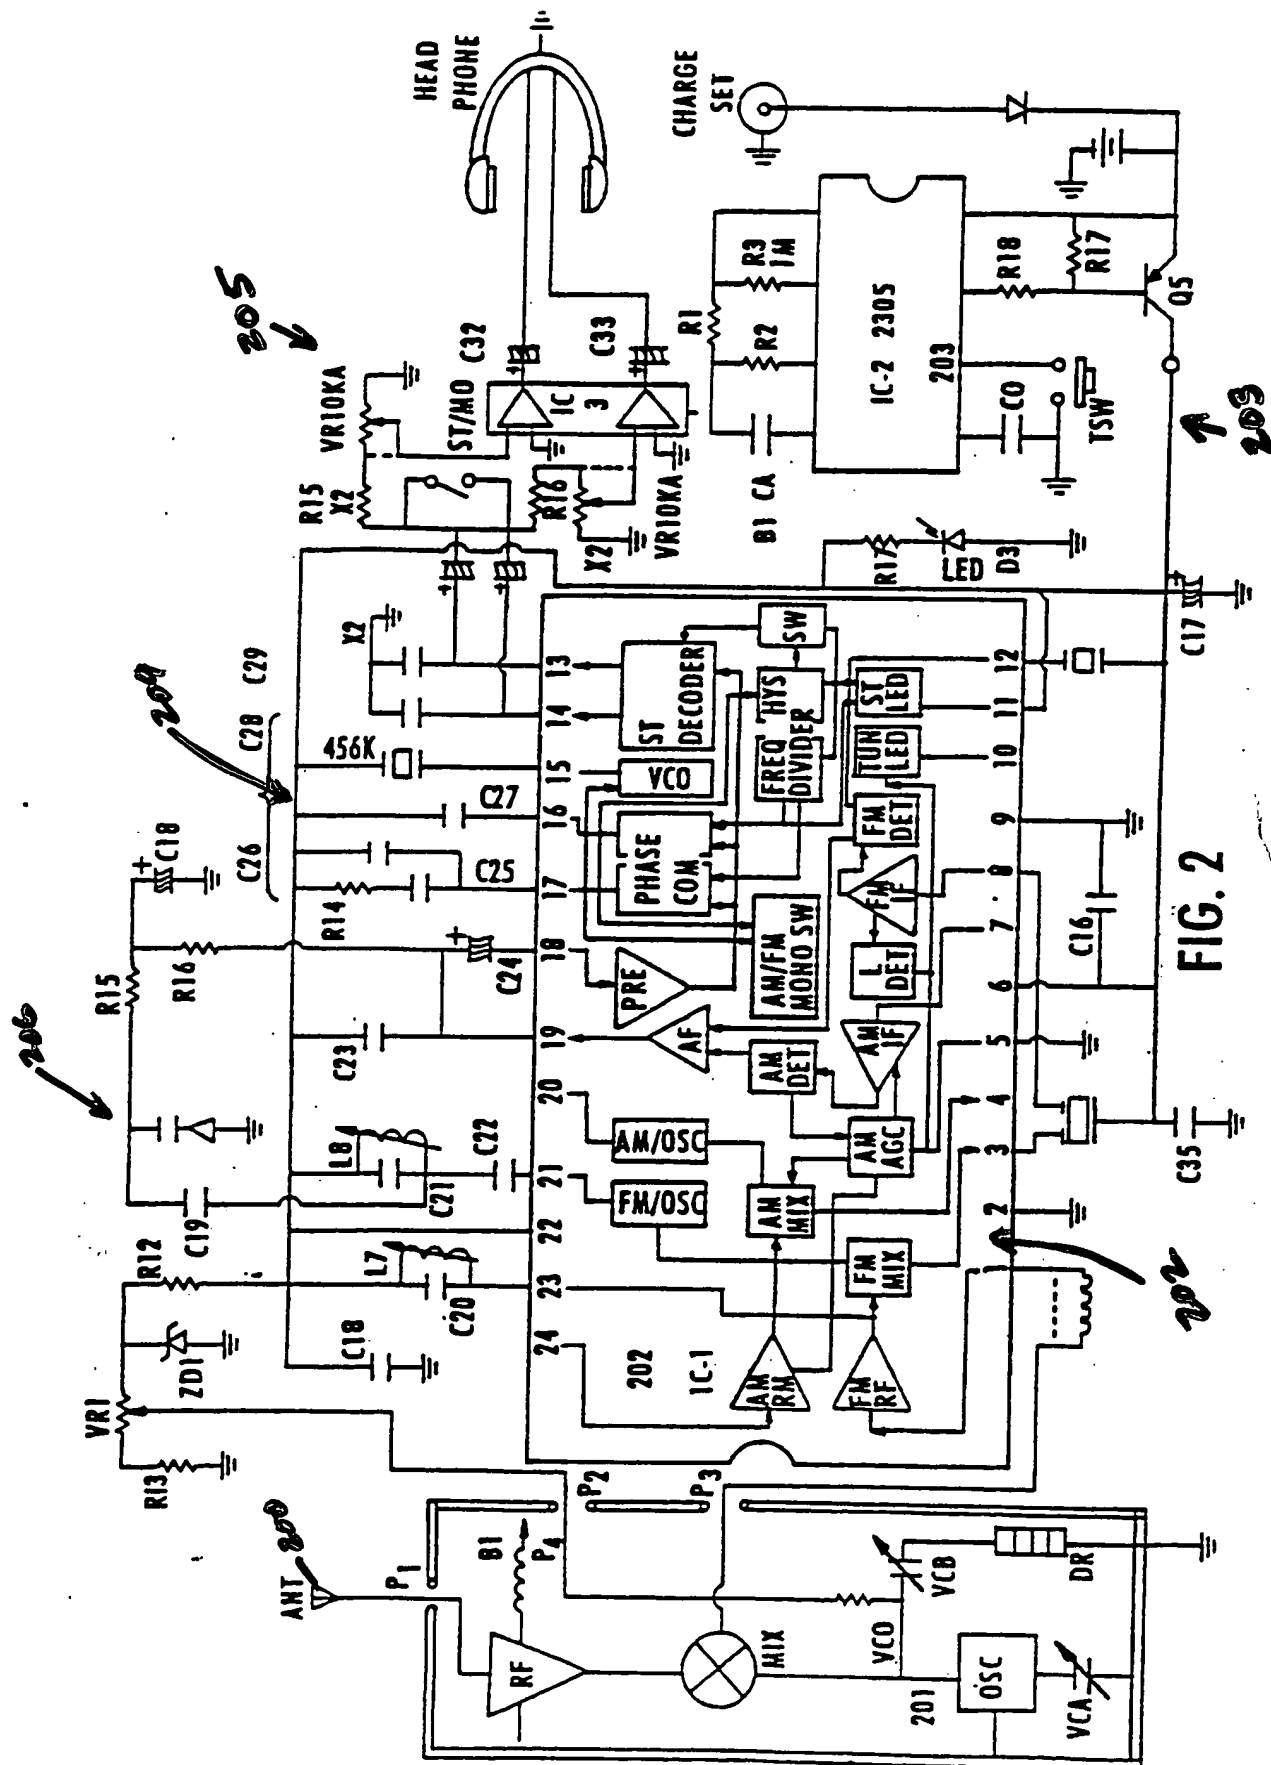 HEAD
PHONE
CHARGE
SET
205
VR10KA
ST/MO
C32
C33
IC
3
R15
X2
R16
X2
VR10KA
R1
R2
R3
1M
B1 CA
IC-2 2305
203
CO
TSW
R18
R17
Q5
203
R17
LED
D3
C17
204
C29
C28
C26
X2
456K
C27
C25
R14
C18
R15
R16
C24
C23
206
L8
C22
C21
C19
R12
L7
C20
C18
ZD1
VR1
R13
13
14
15
16
17
18
19
20
21
22
23
24
ST
DECODER
VCO
PHASE
COM
PRE
AF
AM/OSC
FM/OSC
SW
HYS
FREQ
DIVIDER
AM/FM
MONO SW
AM
DET
AM
MIX
AM
RM
202
IC-1
ST
LED
TUN
LED
FM
DET
FM
IF
L
DET
AM
IF
AM
AGC
FM
MIX
FM
RF
12
11
10
9
8
7
6
5
4
3
2
1
C16
C35
202
ANT
200
P1
P2
P3
P4
B1
RF
MIX
VCO
VCB
DR
201
OSC
VCA
FIG. 2